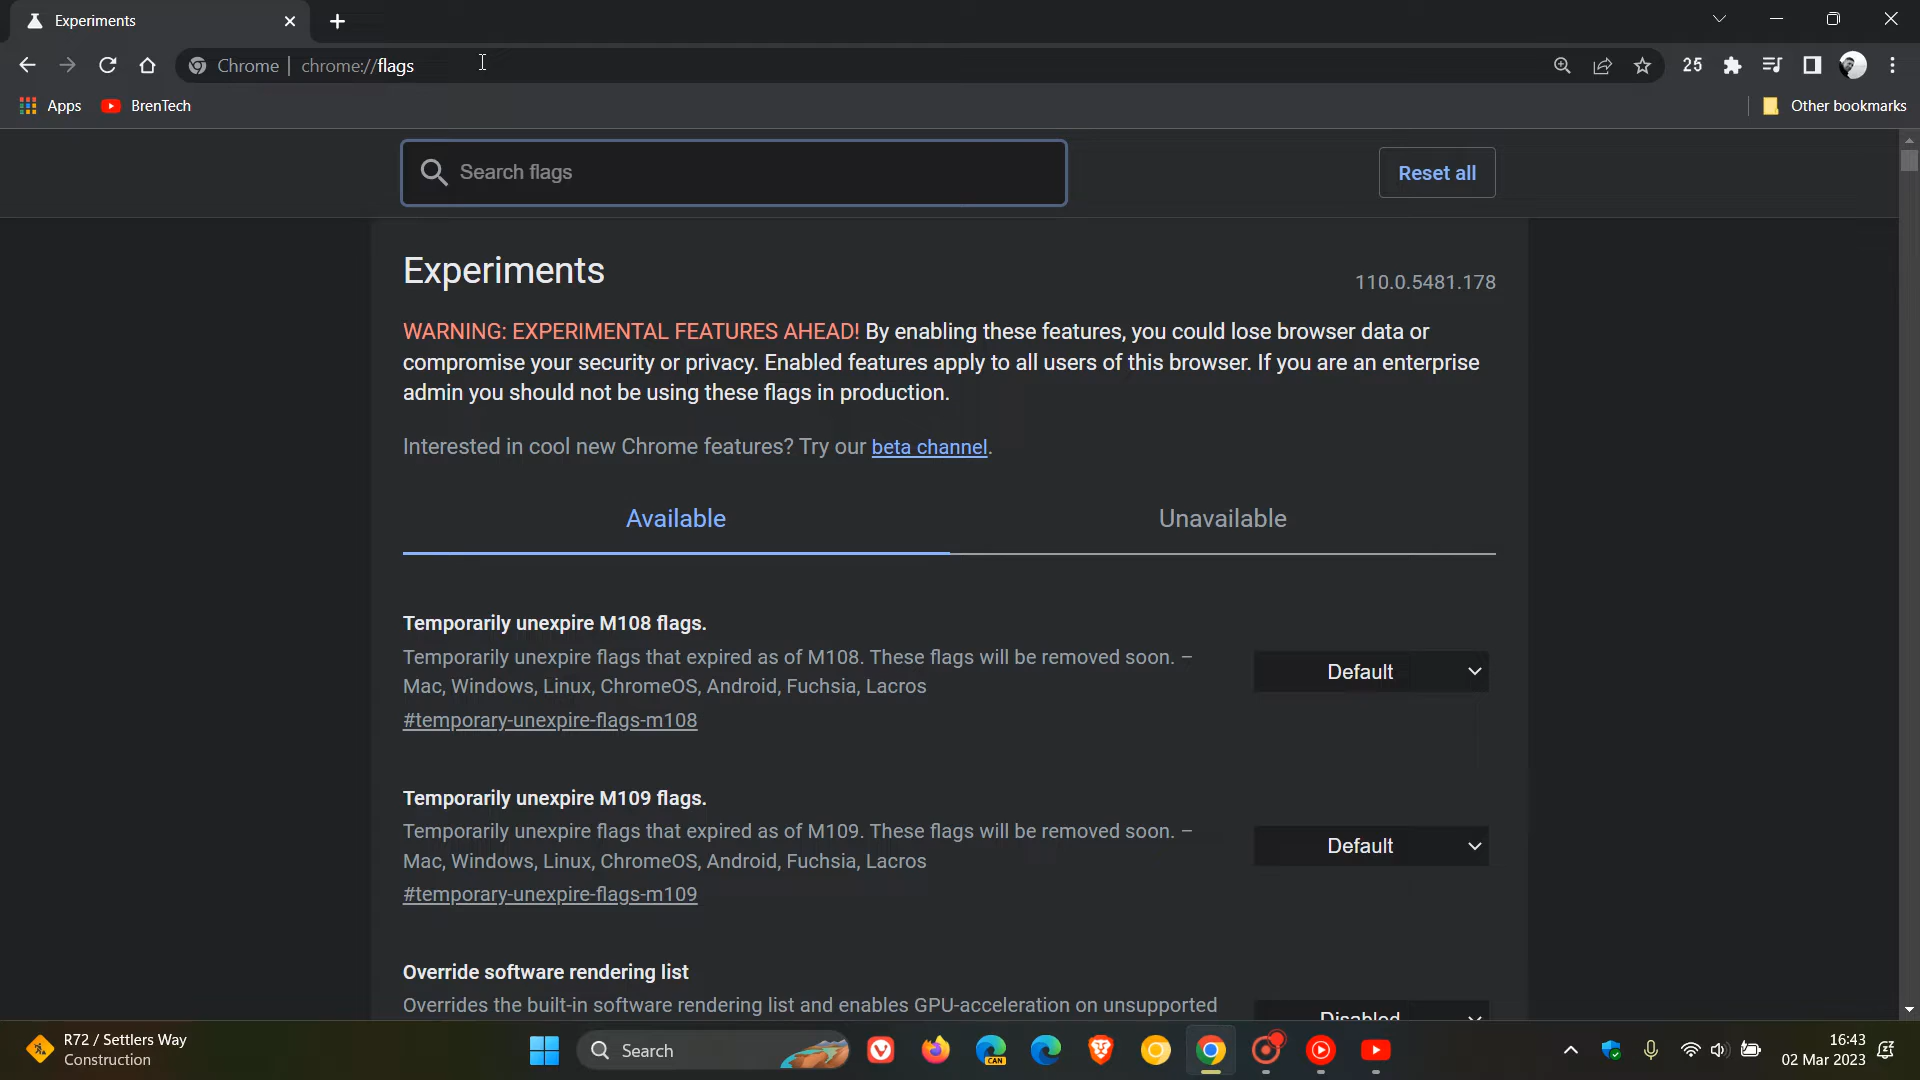 Experiments
Chrome | chrome://flags
25
Apps
BrenTech
Other bookmarks
Search flags
Reset all
Experiments
110.0.5481.178
WARNING: EXPERIMENTAL FEATURES AHEAD! By enabling these features, you could lose browser data or
compromise your security or privacy. Enabled features apply to all users of this browser. If you are an enterprise
admin you should not be using these flags in production.
Interested in cool new Chrome features? Try our beta channel.
Available
Unavailable
Temporarily unexpire M108 flags.
Temporarily unexpire flags that expired as of M108. These flags will be removed soon. –
Mac, Windows, Linux, ChromeOS, Android, Fuchsia, Lacros
#temporary-unexpire-flags-m108
Default
Temporarily unexpire M109 flags.
Temporarily unexpire flags that expired as of M109. These flags will be removed soon. –
Mac, Windows, Linux, ChromeOS, Android, Fuchsia, Lacros
#temporary-unexpire-flags-m109
Default
Override software rendering list
Overrides the built-in software rendering list and enables GPU-acceleration on unsupported
Disabled
R72 / Settlers Way
Construction
Search
CAN
16:43
02 Mar 2023